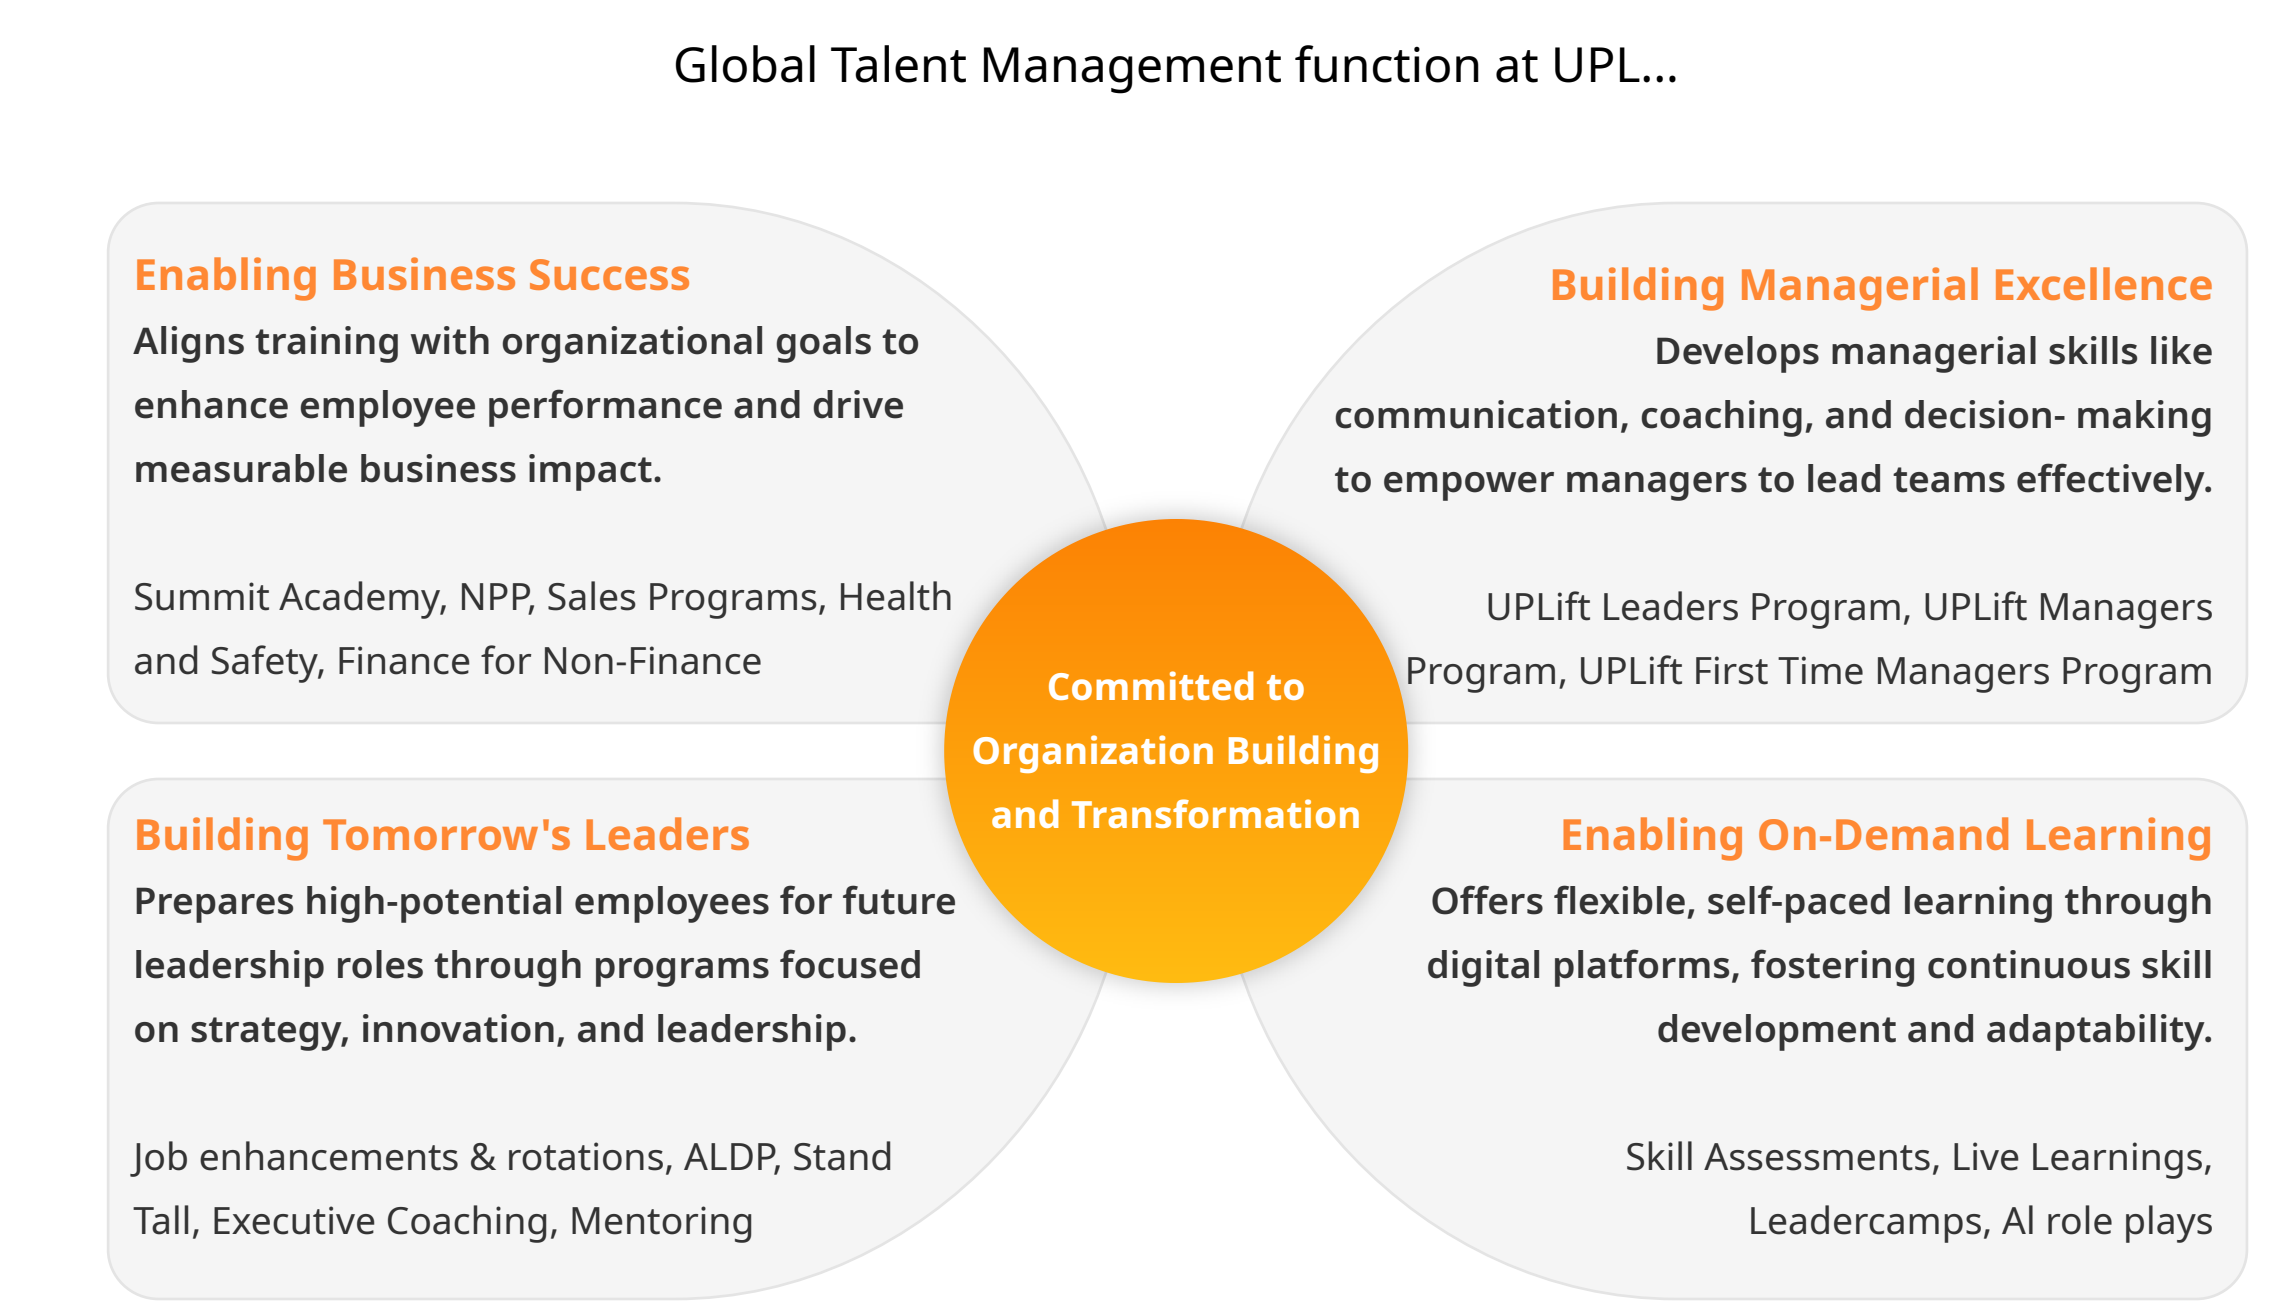 Global Talent Management function at UPL...
Enabling Business Success
Aligns training with organizational goals to
enhance employee performance and drive
measurable business impact.
Summit Academy, NPP, Sales Programs, Health
and Safety, Finance for Non-Finance
Building Managerial Excellence
Develops managerial skills like
communication, coaching, and decision- making
to empower managers to lead teams effectively.
UPLift Leaders Program, UPLift Managers
Program, UPLift First Time Managers Program
Committed to
Organization Building
and Transformation
Building Tomorrow's Leaders
Prepares high-potential employees for future
leadership roles through programs focused
on strategy, innovation, and leadership.
Job enhancements & rotations, ALDP, Stand
Tall, Executive Coaching, Mentoring
Enabling On-Demand Learning
Offers flexible, self-paced learning through
digital platforms, fostering continuous skill
development and adaptability.
Skill Assessments, Live Learnings,
Leadercamps, Al role plays